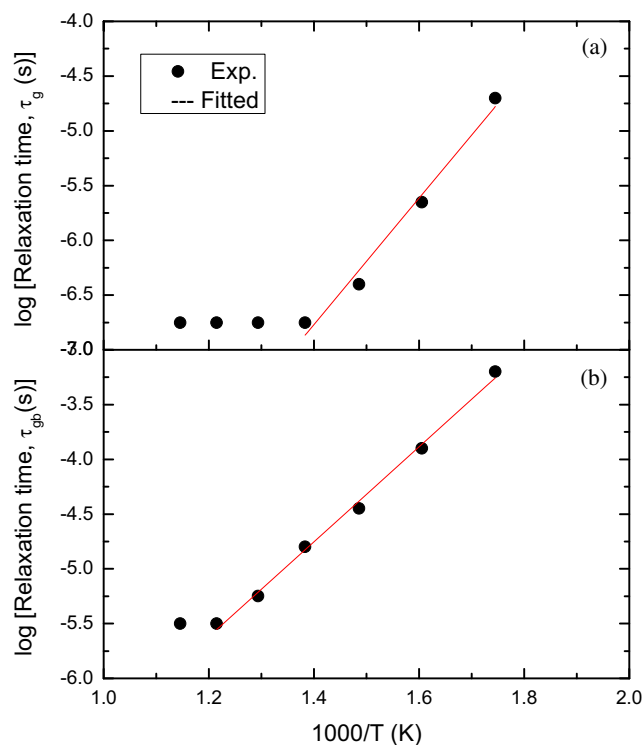 (a)
Exp.
--- Fitted
log [Relaxation time, τg(s)]
-4.0
-4.5
-5.0
-5.5
-6.0
-6.5
-7.0
(b)
log [Relaxation time, τgb(s)]
-3.0
-3.5
-4.0
-4.5
-5.0
-5.5
-6.0
1.0 1.2 1.4 1.6 1.8 2.0
1000/T (K)